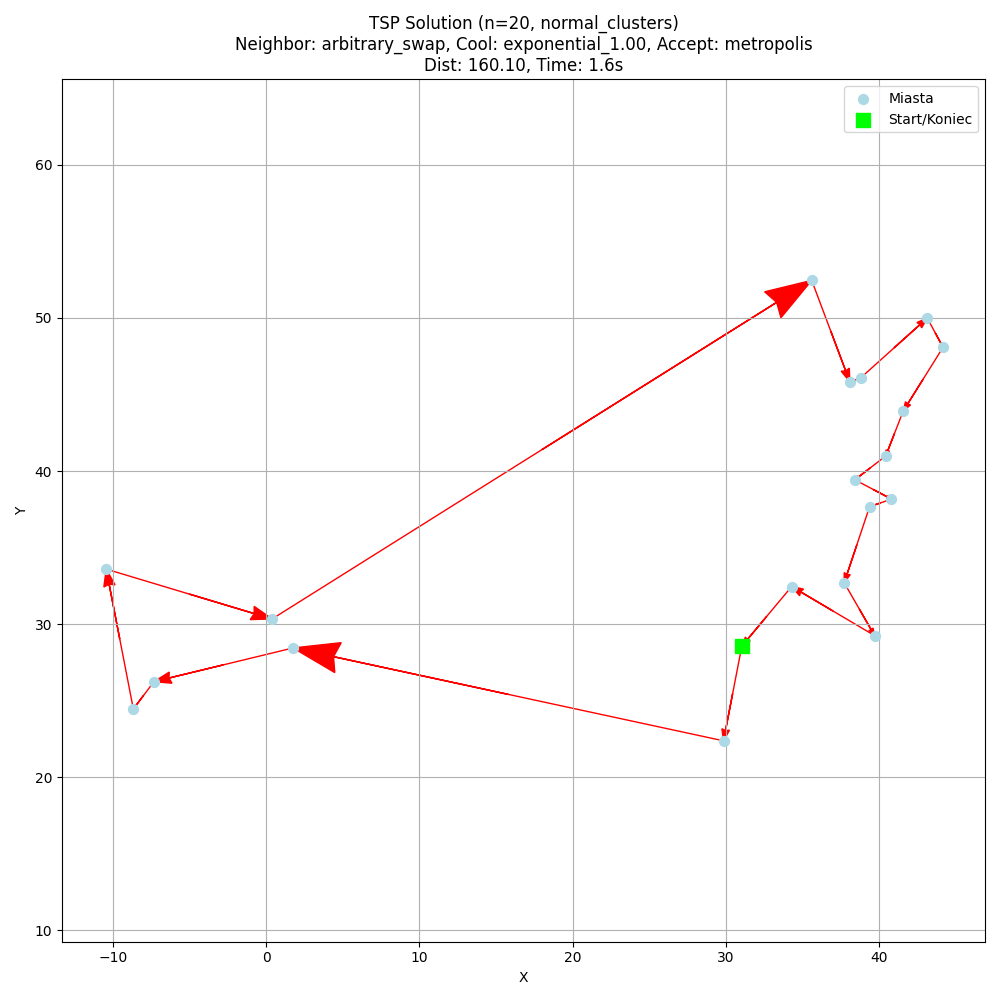 TSP Solution (n=20, normal_clusters)
Neighbor: arbitrary_swap, Cool: exponential_1.00, Accept: metropolis
Dist: 160.10, Time: 1.6s
Miasta
Start/Koniec
60
50
40
30
20
10
Y
−10 0 10 20 30 40
X